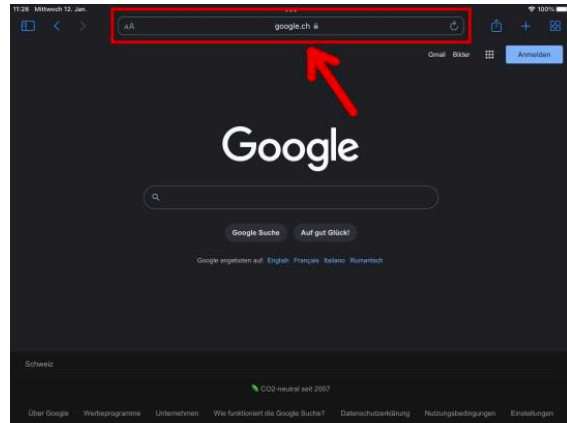 11:28 Mittwoch 12. Jan. 100%
AA google.ch
Gmail Bilder Anmelden
Google
Google Suche Auf gut Glück!
Google angeboten auf: English Français Italiano Rumantsch
Schweiz
CO2-neutral seit 2007
Über Google Werbeprogramme Unternehmen Wie funktioniert die Google Suche? Datenschutzerklärung Nutzungsbedingungen Einstellungen